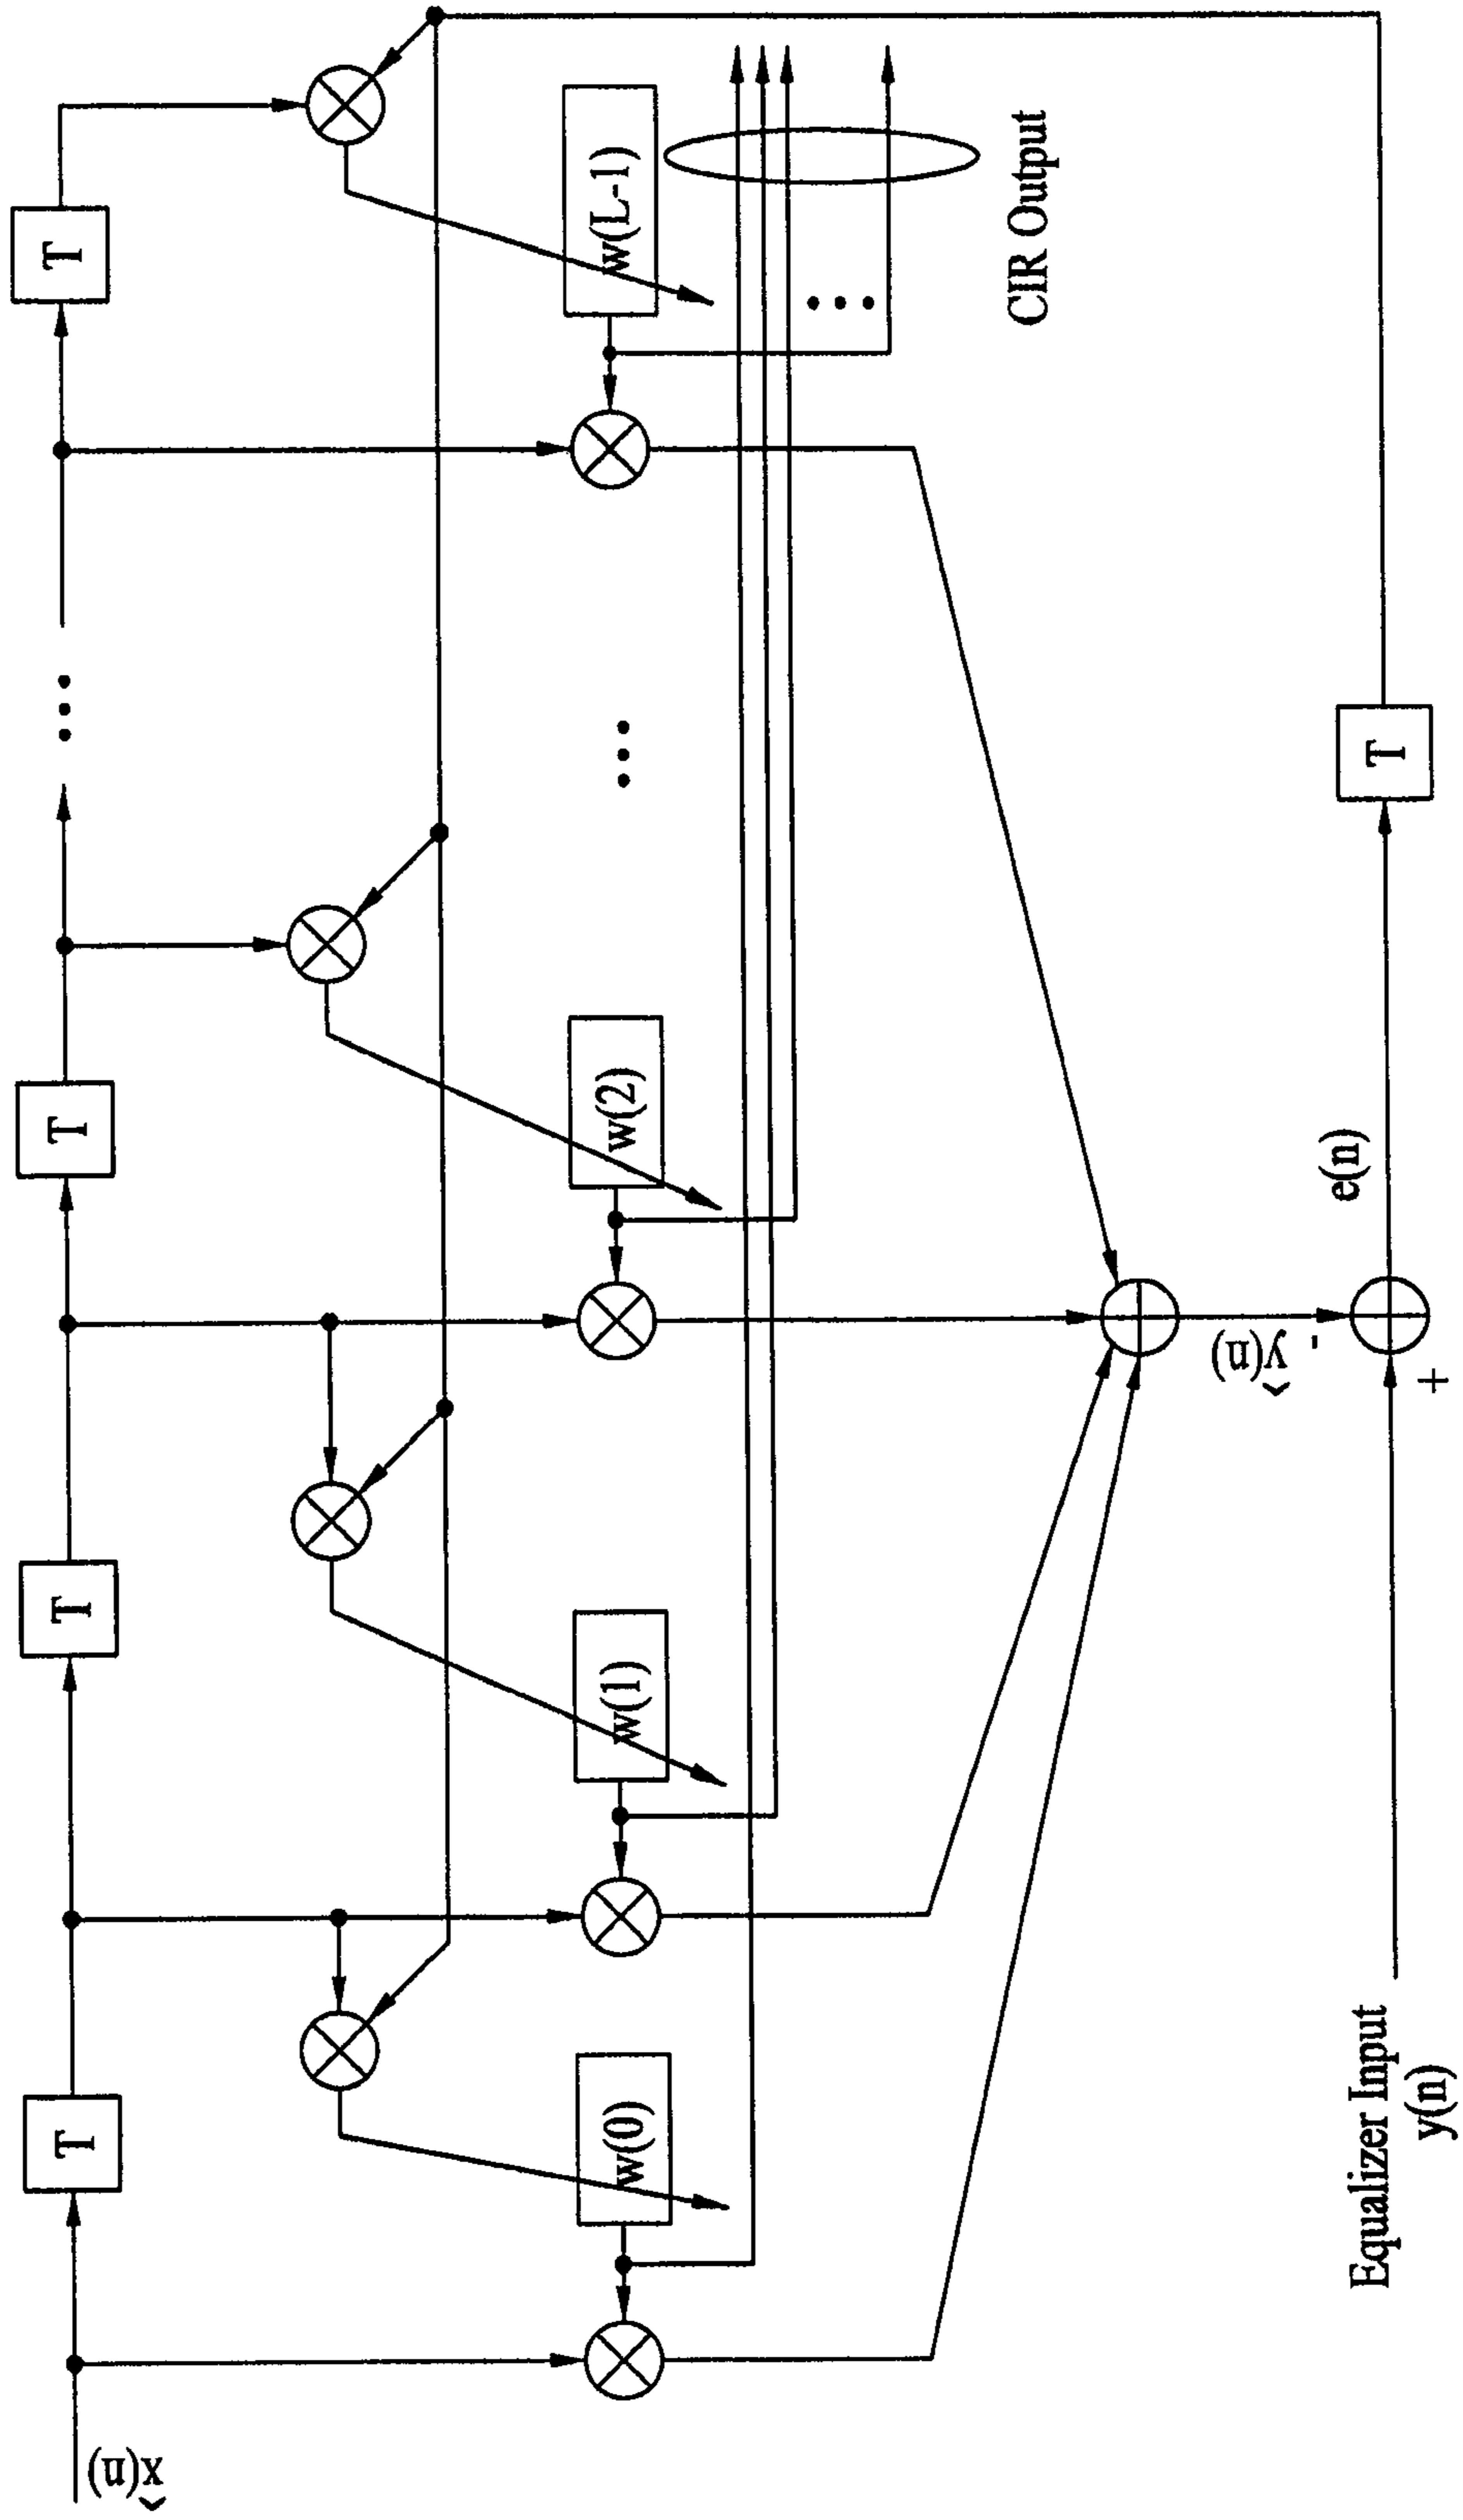 x̂(n)
T
T
T
T
w(0)
w(1)
w(2)
w(L-1)
...
...
...
CIR Output
ŷ(n)
-
+
e(n)
T
Equalizer Input
y(n)